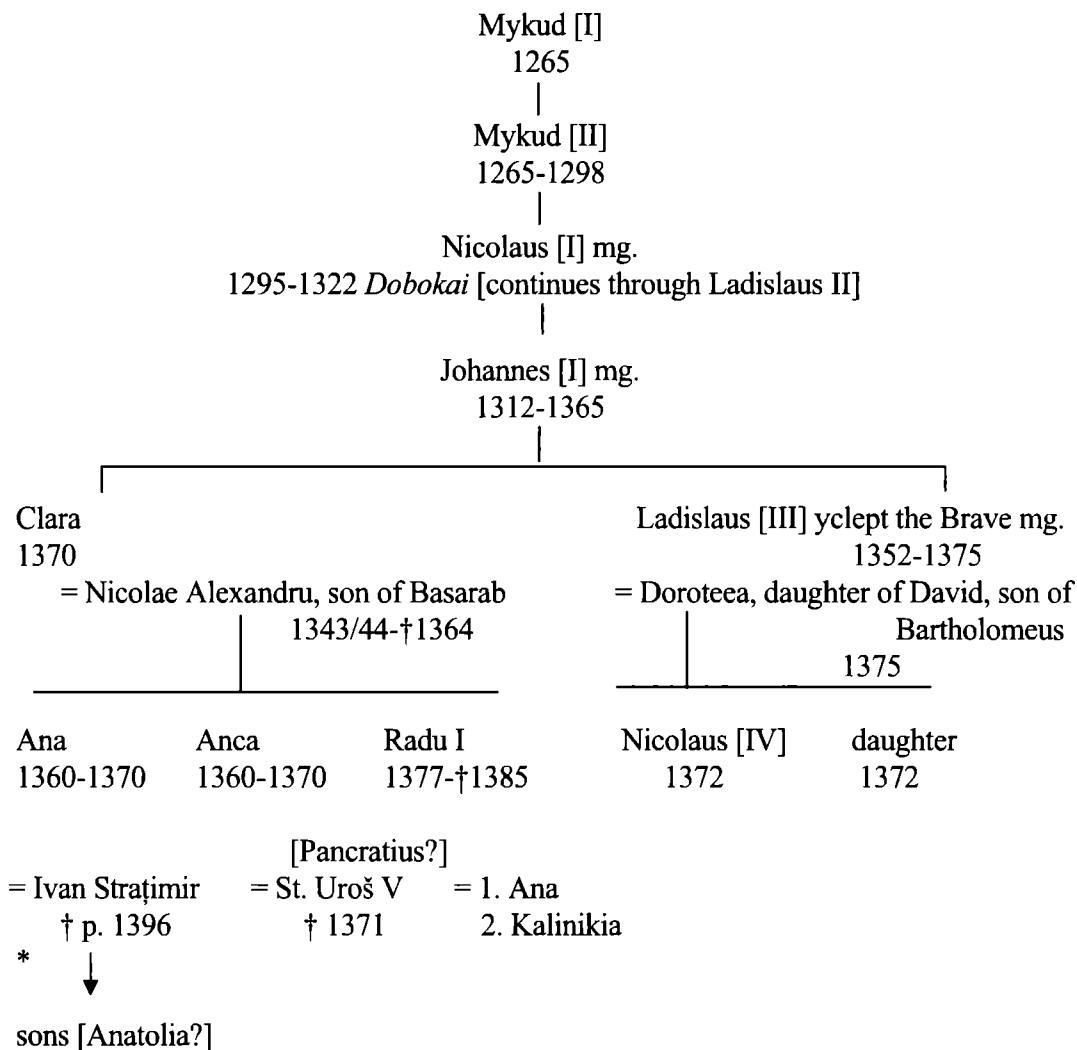 Mykud [I]
1265
Mykud [II]
1265-1298
Nicolaus [I] mg.
1295-1322 Dobokai [continues through Ladislaus II]
Johannes [I] mg.
1312-1365
Clara Ladislaus [III] yclept the Brave mg.
1370 1352-1375
= Nicolae Alexandru, son of Basarab = Doroteea, daughter of David, son of
1343/44-†1364 Bartholomeus
1375
Ana Anca Radu I Nicolaus [IV] daughter
1360-1370 1360-1370 1377-†1385 1372 1372
[Pancratius?]
= Ivan Straţimir = St. Uroš V = 1. Ana
† p. 1396 † 1371 2. Kalinikia
*
sons [Anatolia?]